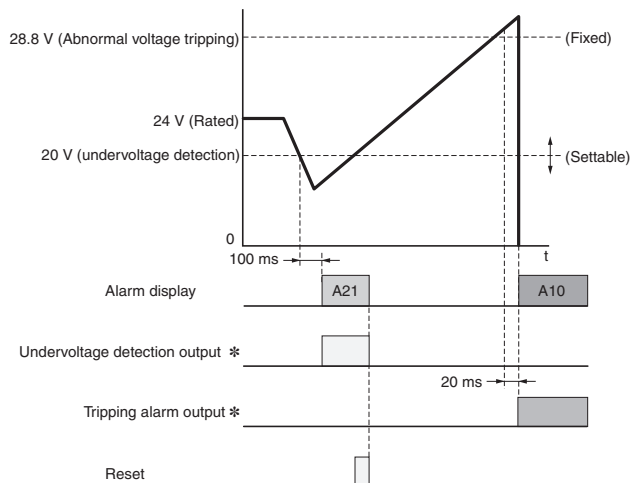 28.8 V (Abnormal voltage tripping)
(Fixed)
24 V (Rated)
20 V (undervoltage detection)
(Settable)
0
t
100 ms
Alarm display
A21
A10
Undervoltage detection output *
20 ms
Tripping alarm output *
Reset